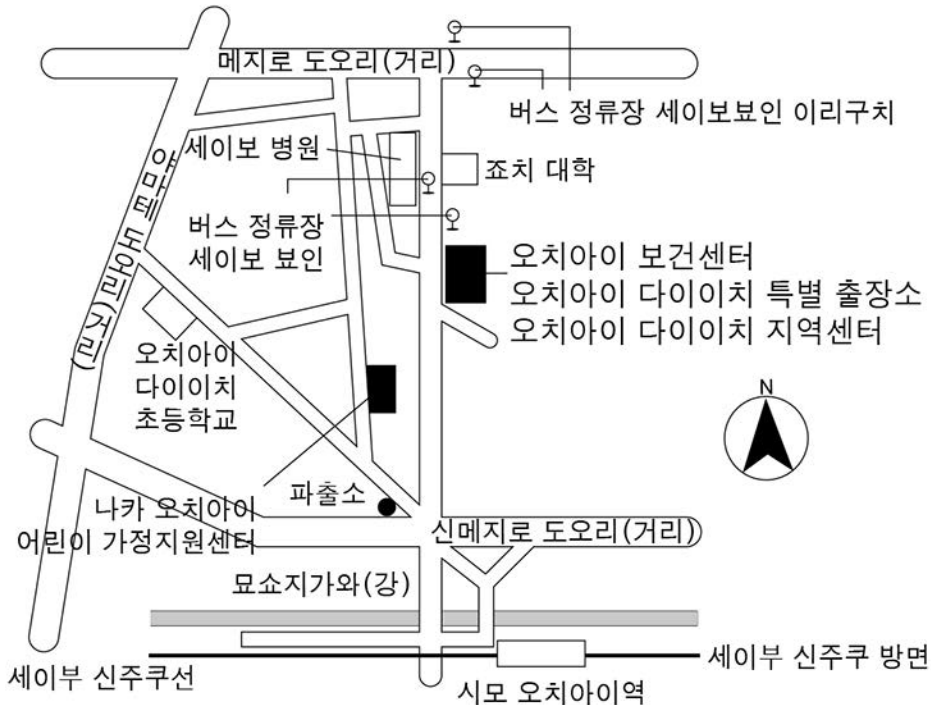 메지로 도오리(거리)
버스 정류장 세이보뵤인 이리구치
세이보 병원
죠치 대학
야마테 도오리(거리)
버스 정류장
세이보 뵤인
오치아이 보건센터
오치아이 다이이치 특별 출장소
오치아이 다이이치 지역센터
오치아이
다이이치
초등학교
N
나카 오치아이
어린이 가정지원센터
파출소
신메지로 도오리(거리)
묘쇼지가와(강)
세이부 신주쿠선
세이부 신주쿠 방면
시모 오치아이역